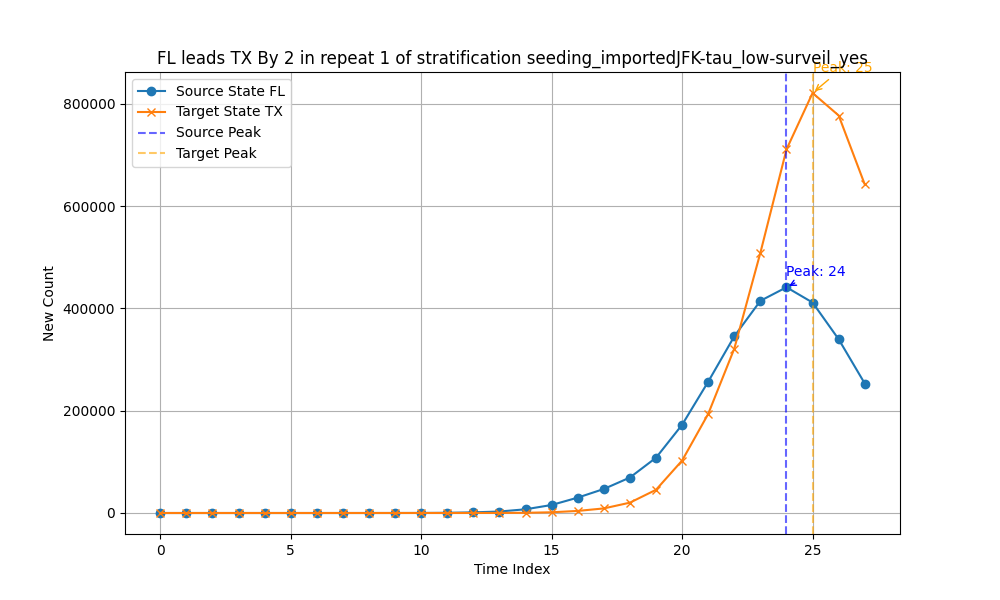 FL leads TX By 2 in repeat 1 of stratification seeding_importedJFK-tau_low-surveil_yes
Peak: 25
Source State FL
Target State TX
Source Peak
Target Peak
Peak: 24
800000
600000
400000
200000
0
New Count
0 5 10 15 20 25
Time Index